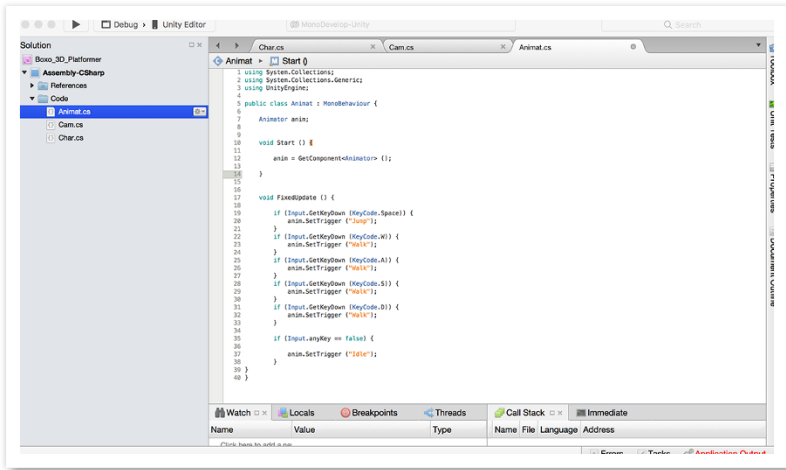 Debug › Unity Editor
MonoDevelop-Unity
Search
Solution
Boxo_3D_Platformer
Assembly-CSharp
References
Code
Animat.cs
Cam.cs
Char.cs
Char.cs
Cam.cs
Animat.cs
Animat ▸ Start ()
1 using System.Collections;
2 using System.Collections.Generic;
3 using UnityEngine;
4
5 public class Animat : MonoBehaviour {
6
7 Animator anim;
8
9
10 void Start () {
11
12 anim = GetComponent<Animator> ();
13
14 }
15
16
17 void FixedUpdate () {
18
19 if (Input.GetKeyDown (KeyCode.Space)) {
20 anim.SetTrigger ("Jump");
21 }
22 if (Input.GetKeyDown (KeyCode.W)) {
23 anim.SetTrigger ("Walk");
24 }
25 if (Input.GetKeyDown (KeyCode.A)) {
26 anim.SetTrigger ("Walk");
27 }
28 if (Input.GetKeyDown (KeyCode.S)) {
29 anim.SetTrigger ("Walk");
30 }
31 if (Input.GetKeyDown (KeyCode.D)) {
32 anim.SetTrigger ("Walk");
33 }
34
35 if (Input.anyKey == false) {
36
37 anim.SetTrigger ("Idle");
38 }
39 }
40 }
Toolbox
Unit Tests
Properties
Document Outline
Watch
Locals
Breakpoints
Threads
Call Stack
Immediate
Name Value Type
Name File Language Address
Click here to add a
Errors
Tasks
Application Output